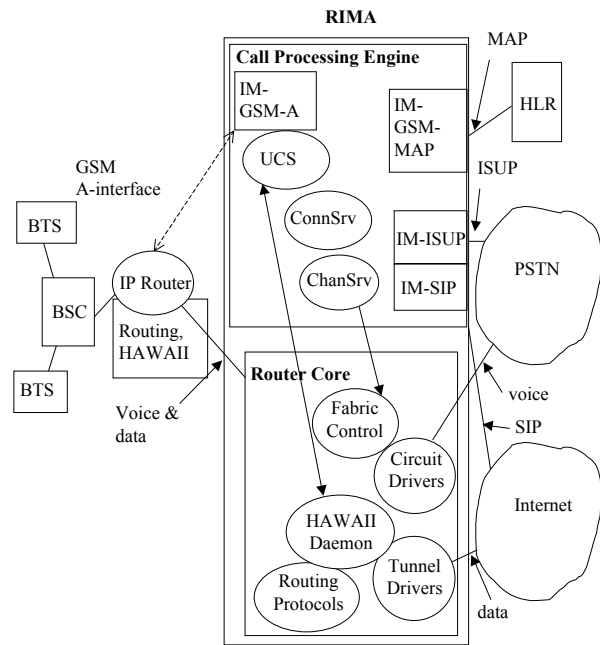 RIMA
Call Processing Engine
MAP
IM-
GSM-A
IM-
GSM-
MAP
HLR
UCS
GSM
A-interface
ISUP
BTS
ConnSrv
IM-ISUP
PSTN
IP Router
ChanSrv
IM-SIP
BSC
Routing,
HAWAII
BTS
Router Core
Voice &
data
voice
Fabric
Control
SIP
Circuit
Drivers
Internet
HAWAII
Daemon
Tunnel
Drivers
Routing
Protocols
data